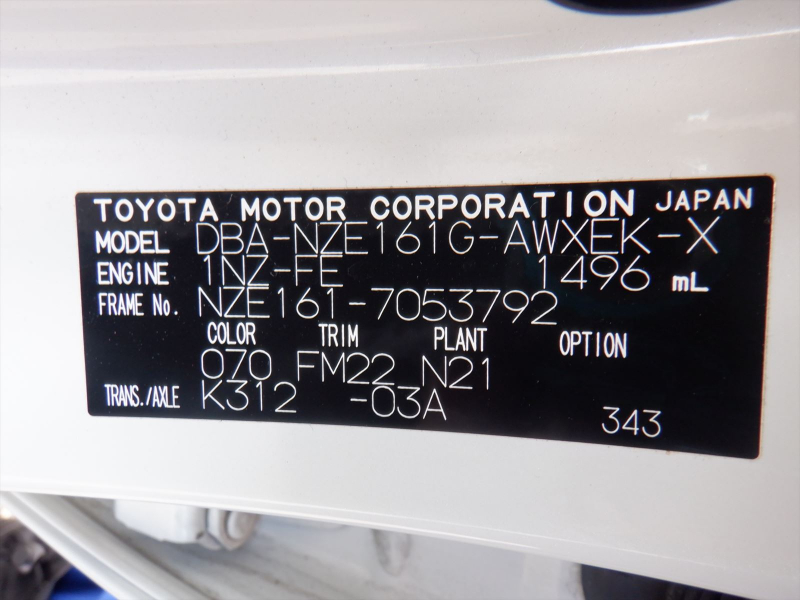 TOYOTA MOTOR CORPORATION JAPAN
MODEL DBA-NZE161G-AWXEK-X
ENGINE 1NZ-FE 1496 mL
FRAME No. NZE161-7053792
COLOR TRIM PLANT OPTION
070 FM22 N21
TRANS./AXLE K312 -03A
343